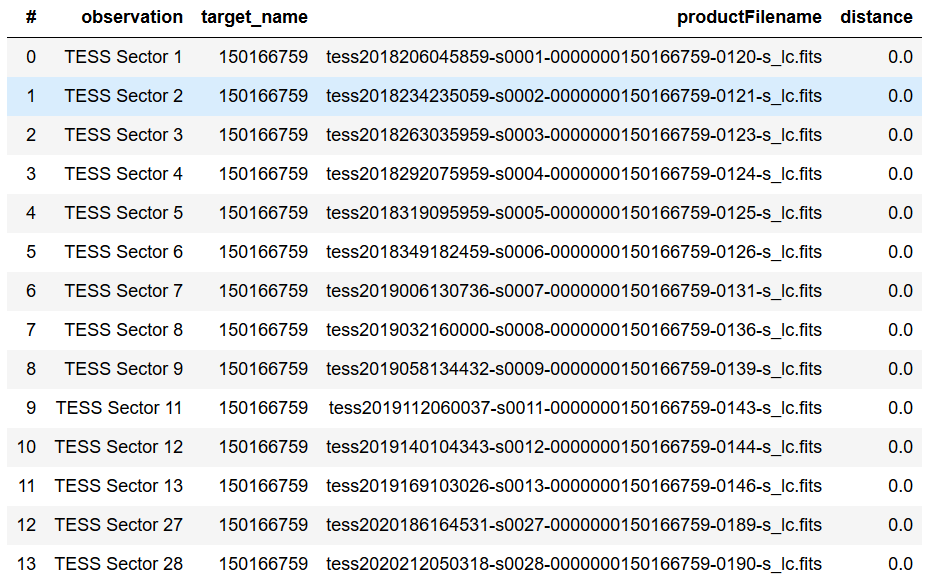 # observation target_name productFilename distance
0 TESS Sector 1 150166759 tess2018206045859-s0001-0000000150166759-0120-s_lc.fits 0.0
1 TESS Sector 2 150166759 tess2018234235059-s0002-0000000150166759-0121-s_lc.fits 0.0
2 TESS Sector 3 150166759 tess2018263035959-s0003-0000000150166759-0123-s_lc.fits 0.0
3 TESS Sector 4 150166759 tess2018292075959-s0004-0000000150166759-0124-s_lc.fits 0.0
4 TESS Sector 5 150166759 tess2018319095959-s0005-0000000150166759-0125-s_lc.fits 0.0
5 TESS Sector 6 150166759 tess2018349182459-s0006-0000000150166759-0126-s_lc.fits 0.0
6 TESS Sector 7 150166759 tess2019006130736-s0007-0000000150166759-0131-s_lc.fits 0.0
7 TESS Sector 8 150166759 tess2019032160000-s0008-0000000150166759-0136-s_lc.fits 0.0
8 TESS Sector 9 150166759 tess2019058134432-s0009-0000000150166759-0139-s_lc.fits 0.0
9 TESS Sector 11 150166759 tess2019112060037-s0011-0000000150166759-0143-s_lc.fits 0.0
10 TESS Sector 12 150166759 tess2019140104343-s0012-0000000150166759-0144-s_lc.fits 0.0
11 TESS Sector 13 150166759 tess2019169103026-s0013-0000000150166759-0146-s_lc.fits 0.0
12 TESS Sector 27 150166759 tess2020186164531-s0027-0000000150166759-0189-s_lc.fits 0.0
13 TESS Sector 28 150166759 tess2020212050318-s0028-0000000150166759-0190-s_lc.fits 0.0